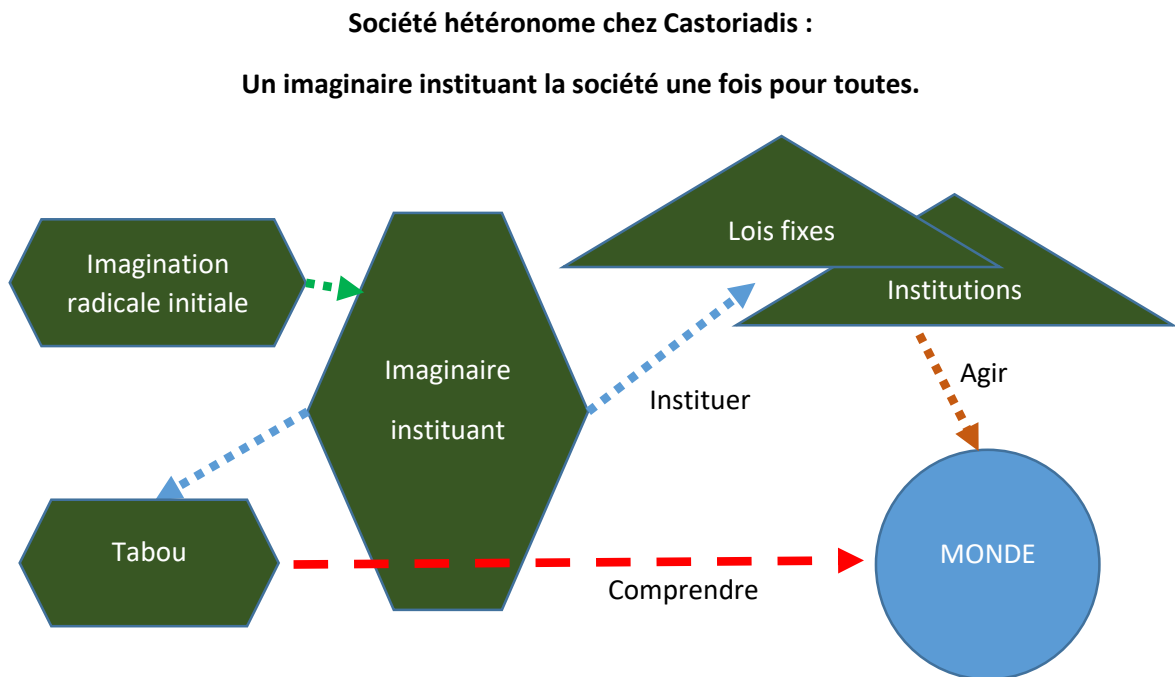 Société hétéronome chez Castoriadis :
Un imaginaire instituant la société une fois pour toutes.
Imagination
radicale initiale
Imaginaire
instituant
Lois fixes
Institutions
Instituer
Agir
Tabou
Comprendre
MONDE